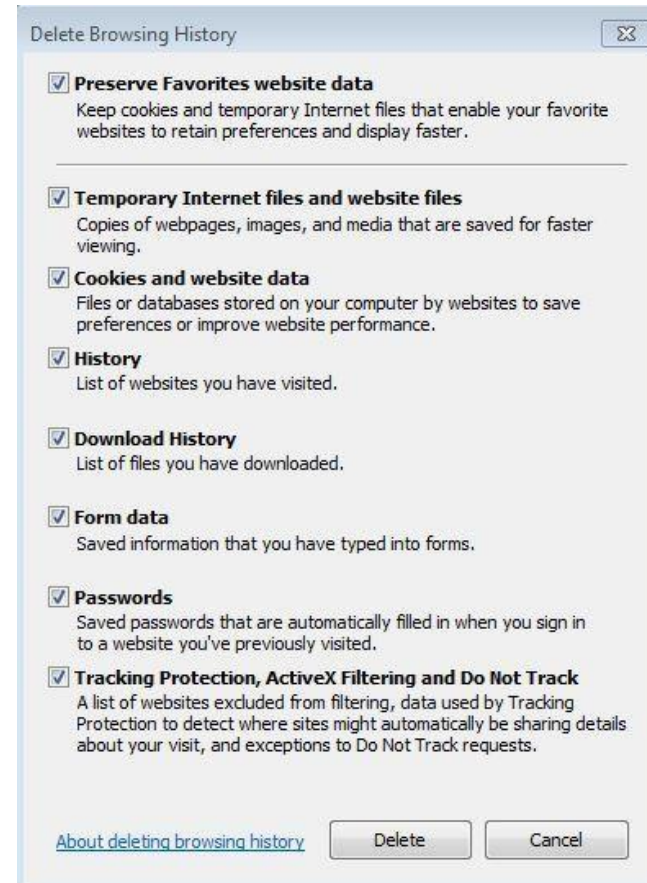 Delete Browsing History
Preserve Favorites website data
Keep cookies and temporary Internet files that enable your favorite
websites to retain preferences and display faster.
Temporary Internet files and website files
Copies of webpages, images, and media that are saved for faster
viewing.
Cookies and website data
Files or databases stored on your computer by websites to save
preferences or improve website performance.
History
List of websites you have visited.
Download History
List of files you have downloaded.
Form data
Saved information that you have typed into forms.
Passwords
Saved passwords that are automatically filled in when you sign in
to a website you've previously visited.
Tracking Protection, ActiveX Filtering and Do Not Track
A list of websites excluded from filtering, data used by Tracking
Protection to detect where sites might automatically be sharing details
about your visit, and exceptions to Do Not Track requests.
About deleting browsing history Delete Cancel